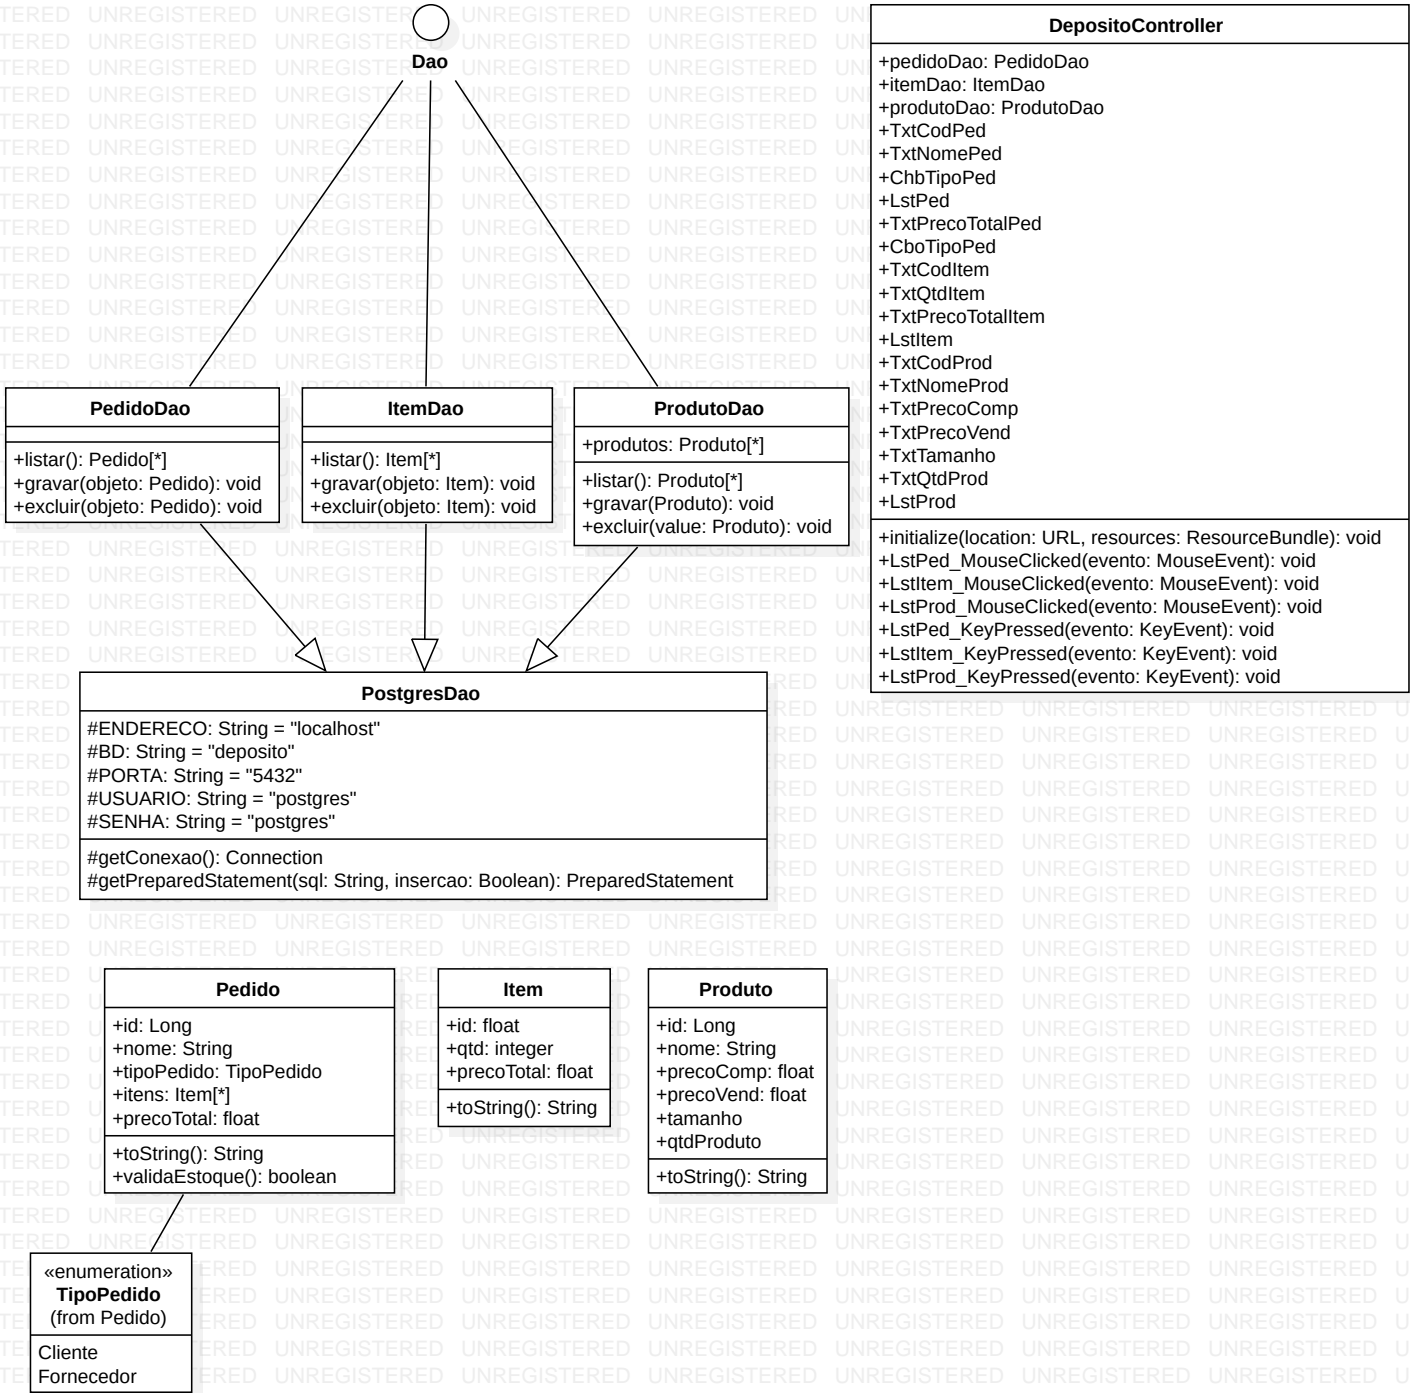 Dao
DepositoController
+pedidoDao: PedidoDao
+itemDao: ItemDao
+produtoDao: ProdutoDao
+TxtCodPed
+TxtNomePed
+ChbTipoPed
+LstPed
+TxtPrecoTotalPed
+CboTipoPed
+TxtCodItem
+TxtQtdItem
+TxtPrecoTotalItem
+LstItem
+TxtCodProd
+TxtNomeProd
+TxtPrecoComp
+TxtPrecoVend
+TxtTamanho
+TxtQtdProd
+LstProd
+initialize(location: URL, resources: ResourceBundle): void
+LstPed_MouseClicked(evento: MouseEvent): void
+LstItem_MouseClicked(evento: MouseEvent): void
+LstProd_MouseClicked(evento: MouseEvent): void
+LstPed_KeyPressed(evento: KeyEvent): void
+LstItem_KeyPressed(evento: KeyEvent): void
+LstProd_KeyPressed(evento: KeyEvent): void
PedidoDao
+listar(): Pedido[*]
+gravar(objeto: Pedido): void
+excluir(objeto: Pedido): void
ItemDao
+listar(): Item[*]
+gravar(objeto: Item): void
+excluir(objeto: Item): void
ProdutoDao
+produtos: Produto[*]
+listar(): Produto[*]
+gravar(Produto): void
+excluir(value: Produto): void
PostgresDao
#ENDERECO: String = "localhost"
#BD: String = "deposito"
#PORTA: String = "5432"
#USUARIO: String = "postgres"
#SENHA: String = "postgres"
#getConexao(): Connection
#getPreparedStatement(sql: String, insercao: Boolean): PreparedStatement
Pedido
+id: Long
+nome: String
+tipoPedido: TipoPedido
+itens: Item[*]
+precoTotal: float
+toString(): String
+validaEstoque(): boolean
Item
+id: float
+qtd: integer
+precoTotal: float
+toString(): String
Produto
+id: Long
+nome: String
+precoComp: float
+precoVend: float
+tamanho
+qtdProduto
+toString(): String
«enumeration»
TipoPedido
(from Pedido)
Cliente
Fornecedor
UNREGISTERED